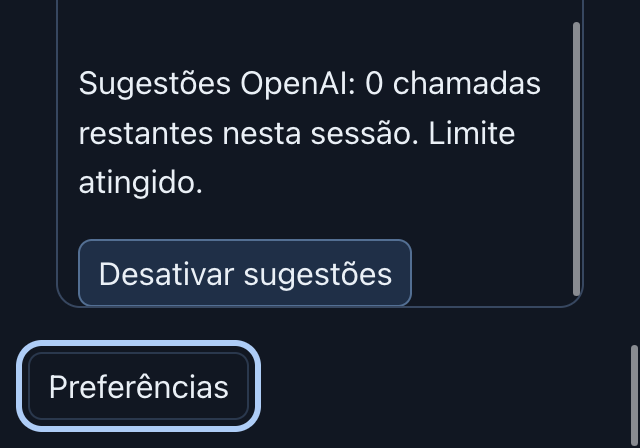 Sugestões OpenAI: 0 chamadas
restantes nesta sessão. Limite
atingido.
Desativar sugestões
Preferências